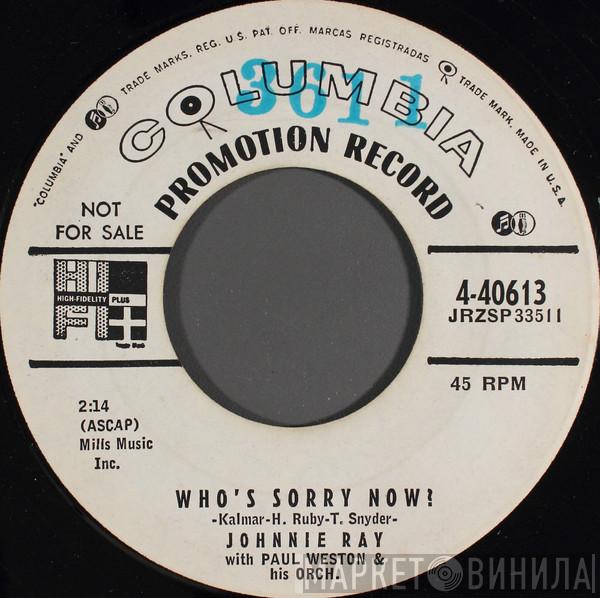 "COLUMBIA" AND TRADE MARKS, REG. U.S. PAT. OFF. MARCAS REGISTRADAS TRADE MARK, MADE IN U.S.A.
COLUMBIA
3611
PROMOTION RECORD
NOT
FOR SALE
HI
HIGH-FIDELITY PLUS
FI
4-40613
JRZSP33511
45 RPM
2:14
(ASCAP)
Mills Music
Inc.
WHO'S SORRY NOW?
-Kalmar-H. Ruby-T. Snyder-
JOHNNIE RAY
with PAUL WESTON &
his ORCH.
МАРКЕТ ВИНИЛА